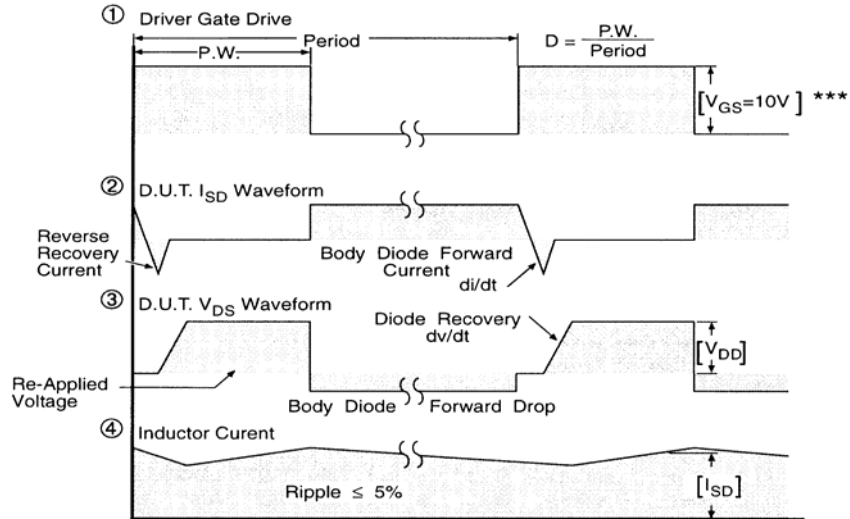 ① Driver Gate Drive
P.W.
Period
D = P.W.
Period
[VGS=10V] ***
② D.U.T. ISD Waveform
Reverse
Recovery
Current
Body Diode Forward
Current
di/dt
③ D.U.T. VDS Waveform
Diode Recovery
dv/dt
[VDD]
Re-Applied
Voltage
Body Diode
Forward Drop
④ Inductor Curent
Ripple ≤ 5%
[ISD]